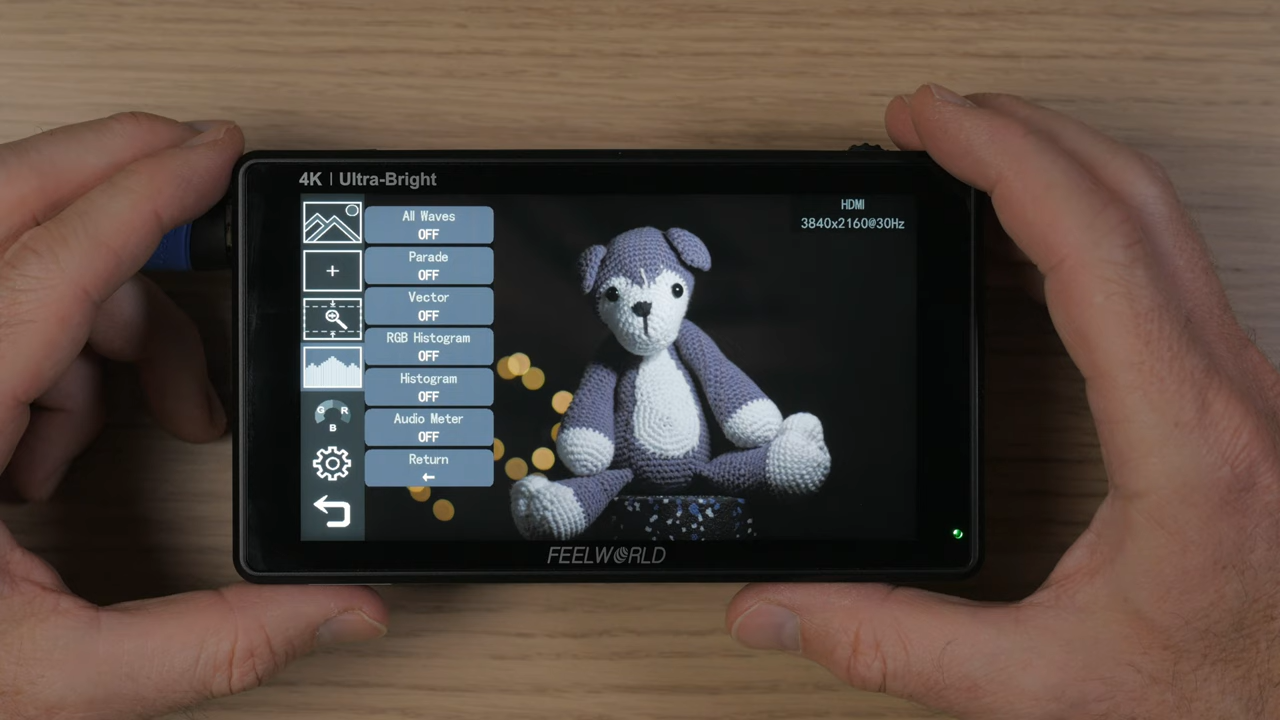 4K | Ultra-Bright
HDMI
3840x2160@30Hz
All Waves
OFF
Parade
OFF
Vector
OFF
RGB Histogram
OFF
Histogram
OFF
G R
B
Audio Meter
OFF
Return
FEELWORLD